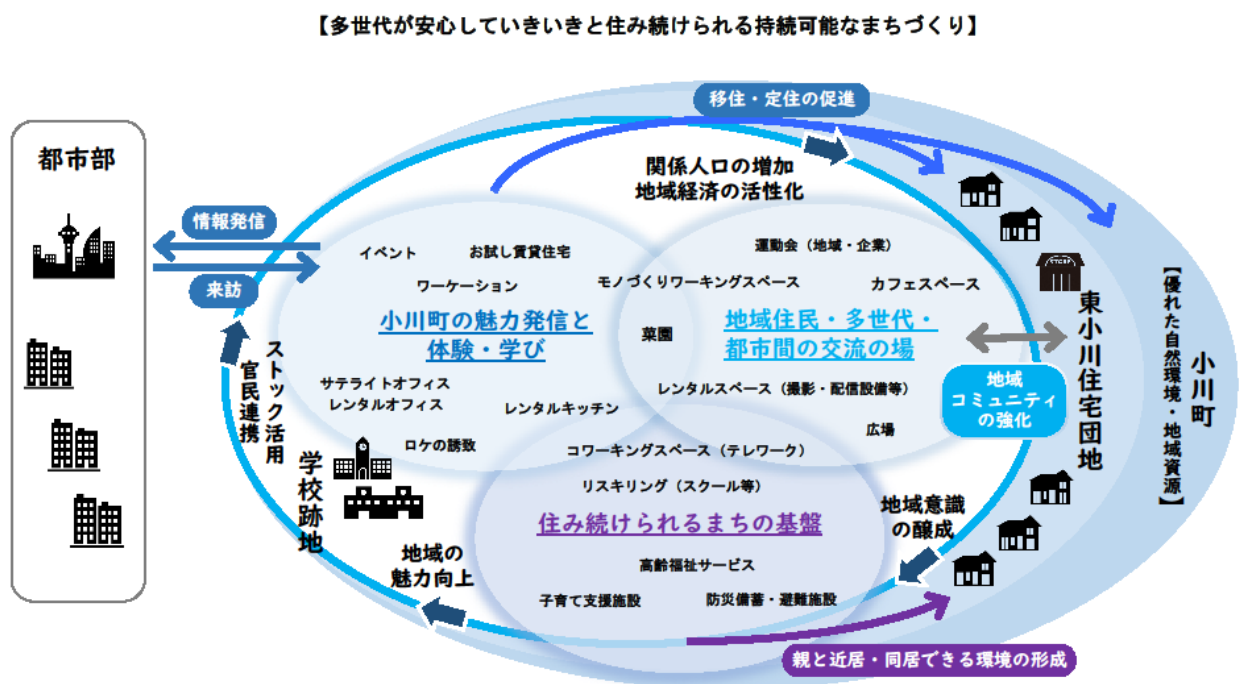 【多世代が安心していきいきと住み続けられる持続可能なまちづくり】
都市部
情報発信
来訪
移住・定住の促進
関係人口の増加
地域経済の活性化
イベント
お試し賃貸住宅
ワーケーション
小川町の魅力発信と
体験・学び
サテライトオフィス
レンタルオフィス
レンタルキッチン
ロケの誘致
運動会（地域・企業）
モノづくりワーキングスペース
カフェスペース
菜園
地域住民・多世代・
都市間の交流の場
レンタルスペース（撮影・配信設備等）
広場
コワーキングスペース（テレワーク）
リスキリング（スクール等）
住み続けられるまちの基盤
高齢福祉サービス
子育て支援施設
防災備蓄・避難施設
ストック活用
官民連携
学校跡地
地域の
魅力向上
地域意識
の醸成
地域
コミュニティ
の強化
東小川住宅団地
小川町
【優れた自然環境・地域資源】
親と近居・同居できる環境の形成